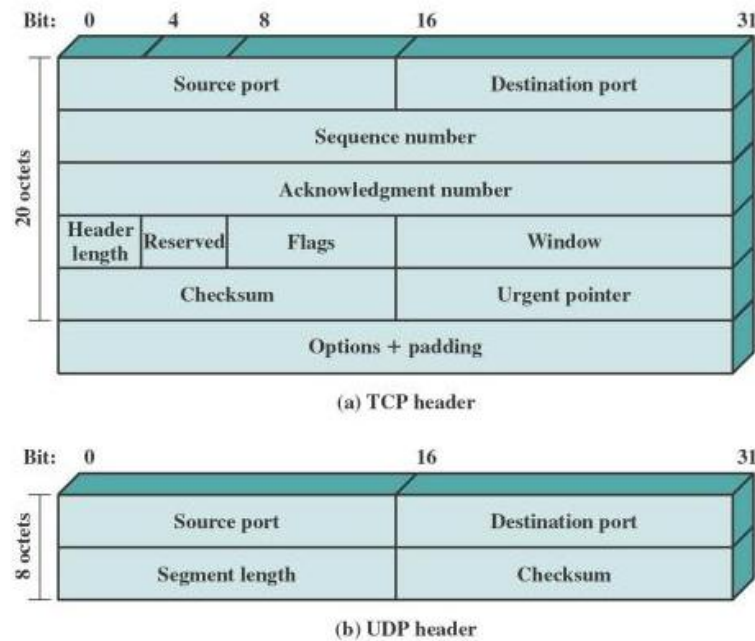 Bit: 0 4 8 16 31
Source port Destination port
Sequence number
Acknowledgment number
20 octets
Header
length Reserved Flags Window
Checksum Urgent pointer
Options + padding
(a) TCP header
Bit: 0 16 31
Source port Destination port
8 octets
Segment length Checksum
(b) UDP header